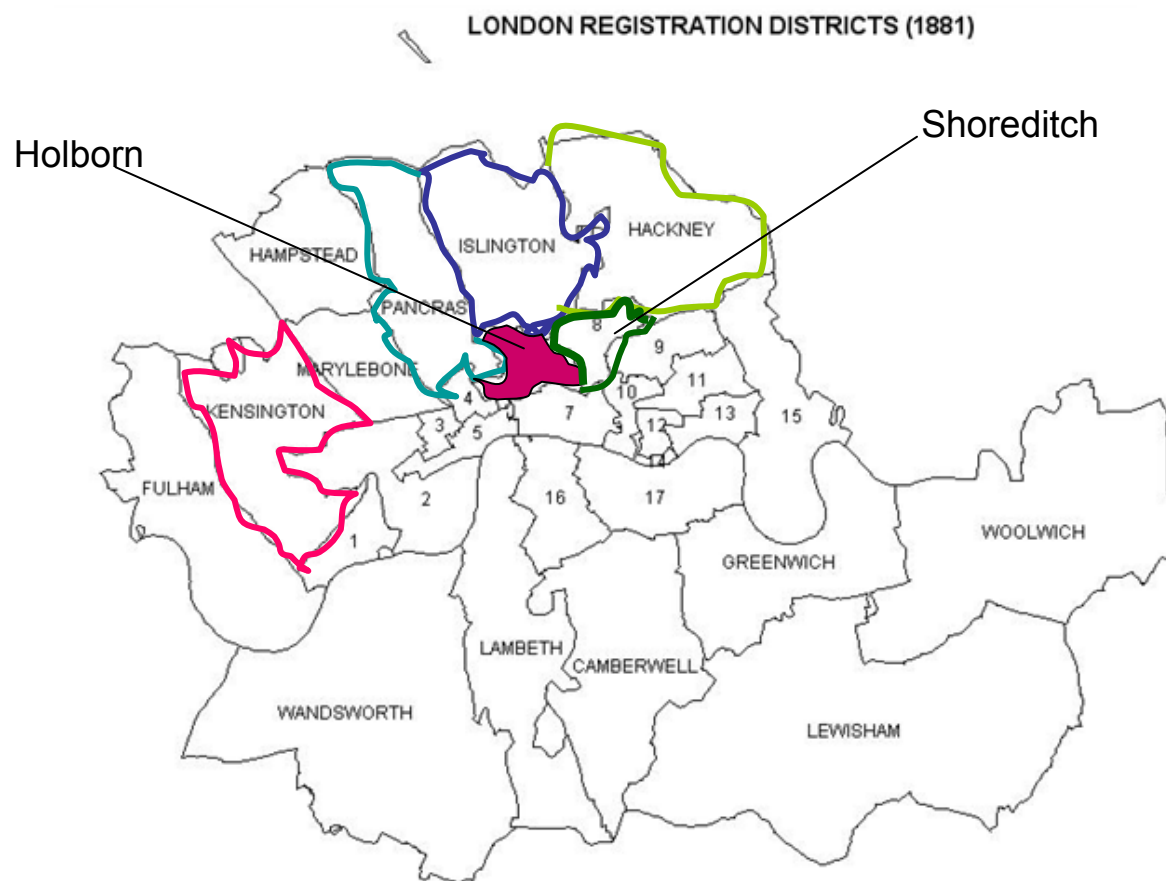 LONDON REGISTRATION DISTRICTS (1881)
Shoreditch
Holborn
HACKNEY
ISLINGTON
HAMPSTEAD
PANCRAS
8
9
MARYLEBONE
11
10
4
KENSINGTON
3
5
7
12
13
15
14
FULHAM
2
16
17
1
WOOLWICH
GREENWICH
LAMBETH
CAMBERWELL
WANDSWORTH
LEWISHAM